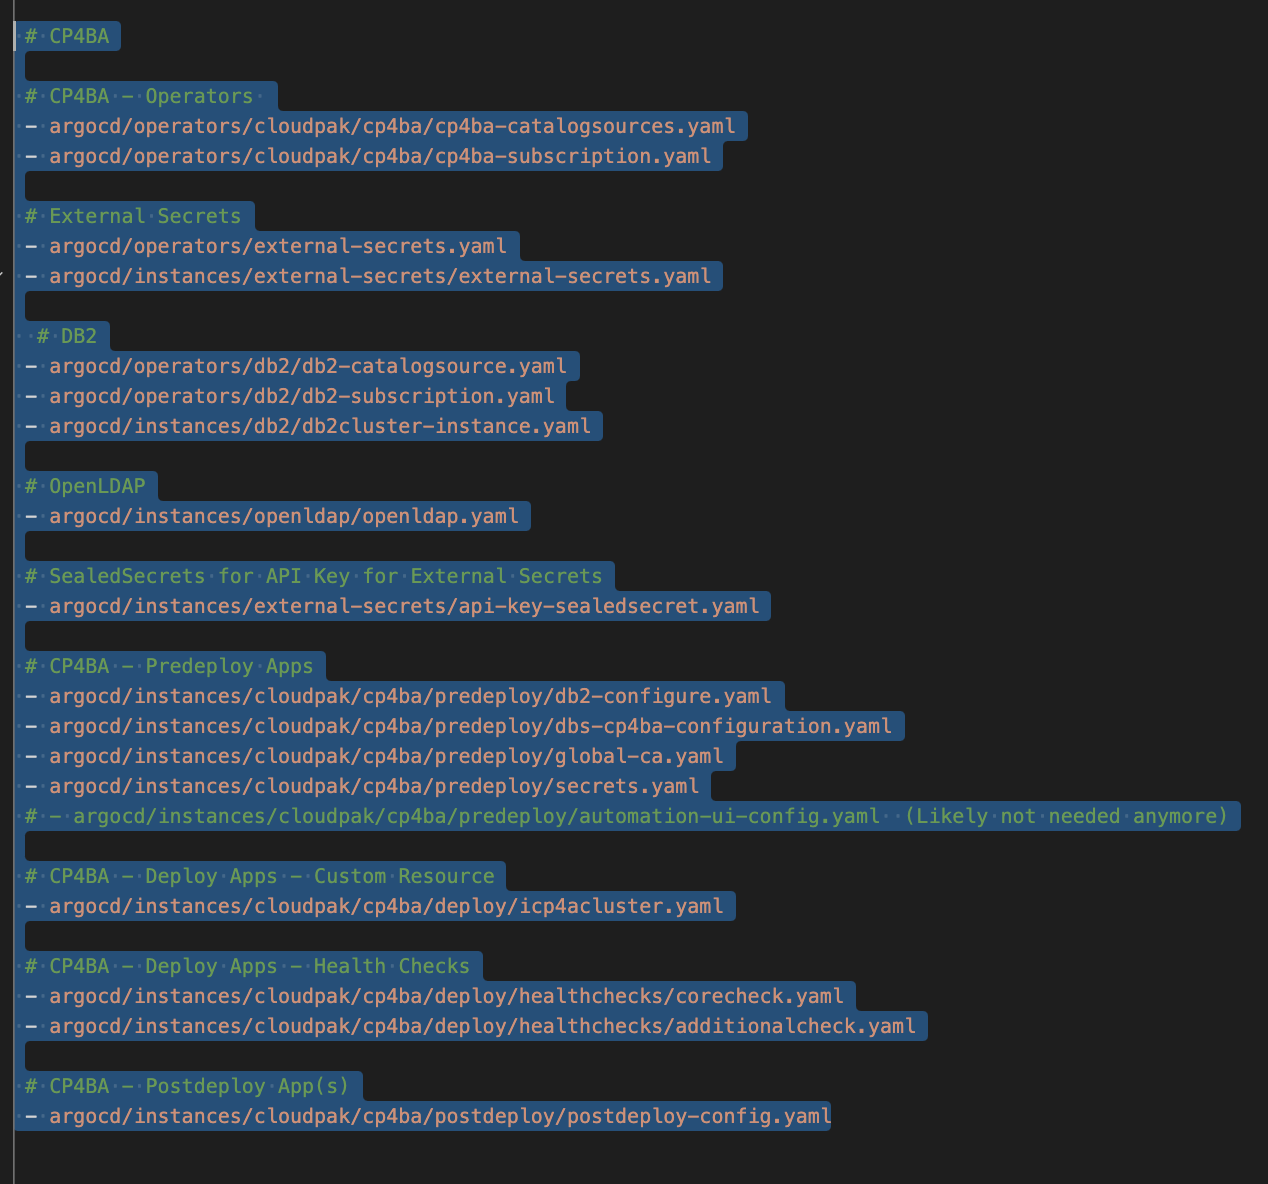 # CP4BA
# CP4BA - Operators
- argocd/operators/cloudpak/cp4ba/cp4ba-catalogsources.yaml
- argocd/operators/cloudpak/cp4ba/cp4ba-subscription.yaml
# External Secrets
- argocd/operators/external-secrets.yaml
- argocd/instances/external-secrets/external-secrets.yaml
# DB2
- argocd/operators/db2/db2-catalogsource.yaml
- argocd/operators/db2/db2-subscription.yaml
- argocd/instances/db2/db2cluster-instance.yaml
# OpenLDAP
- argocd/instances/openldap/openldap.yaml
# SealedSecrets for API Key for External Secrets
- argocd/instances/external-secrets/api-key-sealedsecret.yaml
# CP4BA - Predeploy Apps
- argocd/instances/cloudpak/cp4ba/predeploy/db2-configure.yaml
- argocd/instances/cloudpak/cp4ba/predeploy/dbs-cp4ba-configuration.yaml
- argocd/instances/cloudpak/cp4ba/predeploy/global-ca.yaml
- argocd/instances/cloudpak/cp4ba/predeploy/secrets.yaml
# - argocd/instances/cloudpak/cp4ba/predeploy/automation-ui-config.yaml  (Likely not needed anymore)
# CP4BA - Deploy Apps - Custom Resource
- argocd/instances/cloudpak/cp4ba/deploy/icp4acluster.yaml
# CP4BA - Deploy Apps - Health Checks
- argocd/instances/cloudpak/cp4ba/deploy/healthchecks/corecheck.yaml
- argocd/instances/cloudpak/cp4ba/deploy/healthchecks/additionalcheck.yaml
# CP4BA - Postdeploy App(s)
- argocd/instances/cloudpak/cp4ba/postdeploy/postdeploy-config.yaml